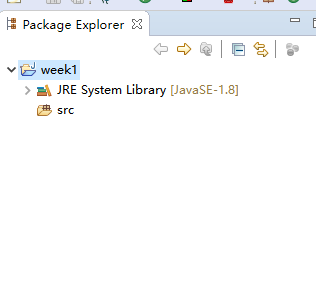 Package Explorer
week1
JRE System Library [JavaSE-1.8]
src